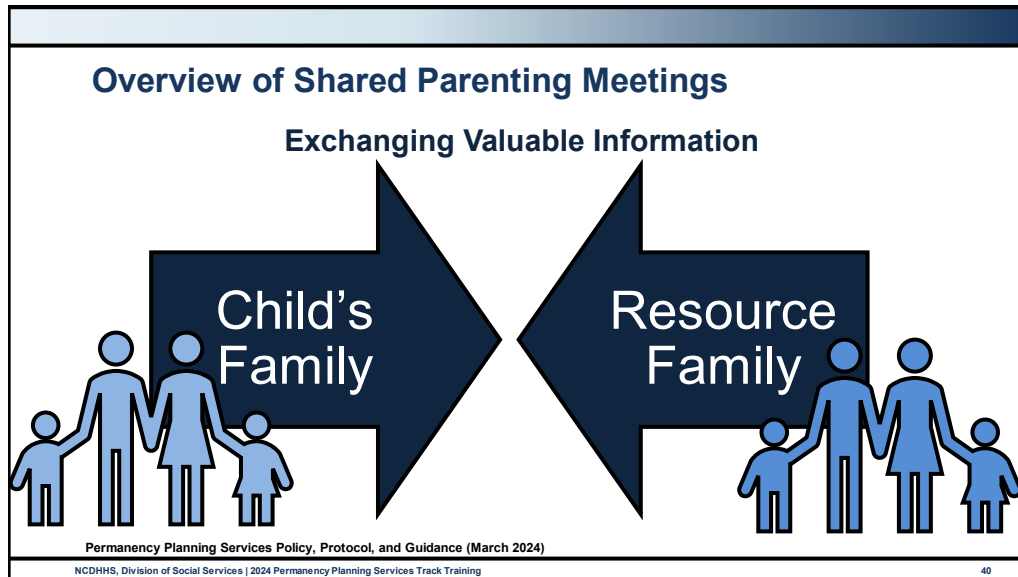 Overview of Shared Parenting Meetings
Exchanging Valuable Information
Child’s
Family
Resource
Family
Permanency Planning Services Policy, Protocol, and Guidance (March 2024)
NCDHHS, Division of Social Services | 2024 Permanency Planning Services Track Training
40